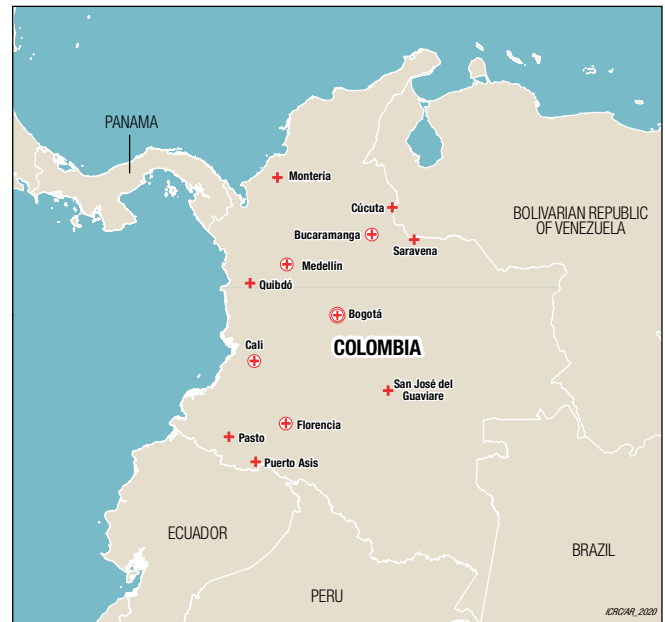 PANAMA
Montería
Cúcuta
BOLIVARIAN REPUBLIC
OF VENEZUELA
Bucaramanga
Saravena
Medellín
Quibdó
Bogotá
Cali
COLOMBIA
San José del
Guaviare
Florencia
Pasto
Puerto Asis
ECUADOR
BRAZIL
PERU
ICRC/AR_2020